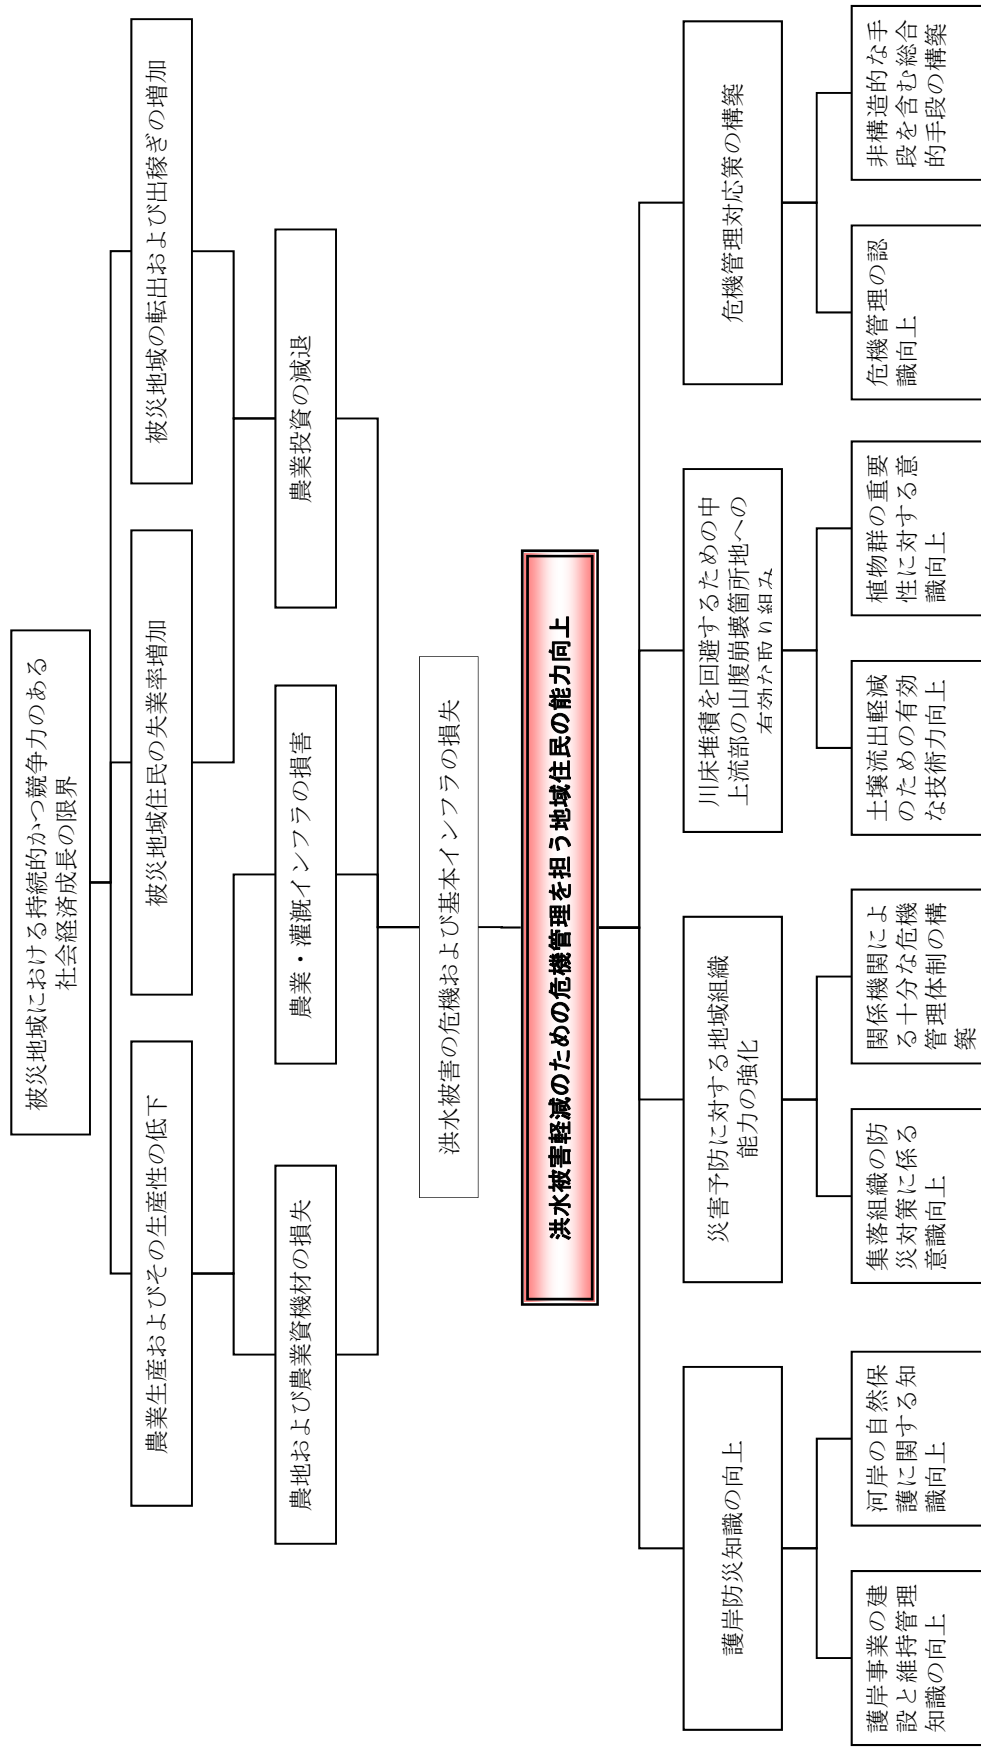 被災地域における持続的かつ競争力のある
社会経済成長の限界
農業生産およびその生産性の低下
被災地域住民の失業率増加
被災地域の転出および出稼ぎの増加
農地および農業資機材の損失
農業・灌漑インフラの損害
農業投資の減退
洪水被害の危機および基本インフラの損失
洪水被害軽減のための危機管理を担う地域住民の能力向上
護岸防災知識の向上
災害予防に対する地域組織
能力の強化
川床堆積を回避するための中
上流部の山腹崩壊箇所地への
有効な取り組み
危機管理対応策の構築
護岸事業の建
設と維持管理
知識の向上
河岸の自然保
護に関する知
識向上
集落組織の防
災対策に係る
意識向上
関係機関によ
る十分な危機
管理体制の構
築
土壌流出軽減
のための有効
な技術力向上
植物群の重要
性に対する意
識向上
危機管理の認
識向上
非構造的な手
段を含む総合
的手段の構築